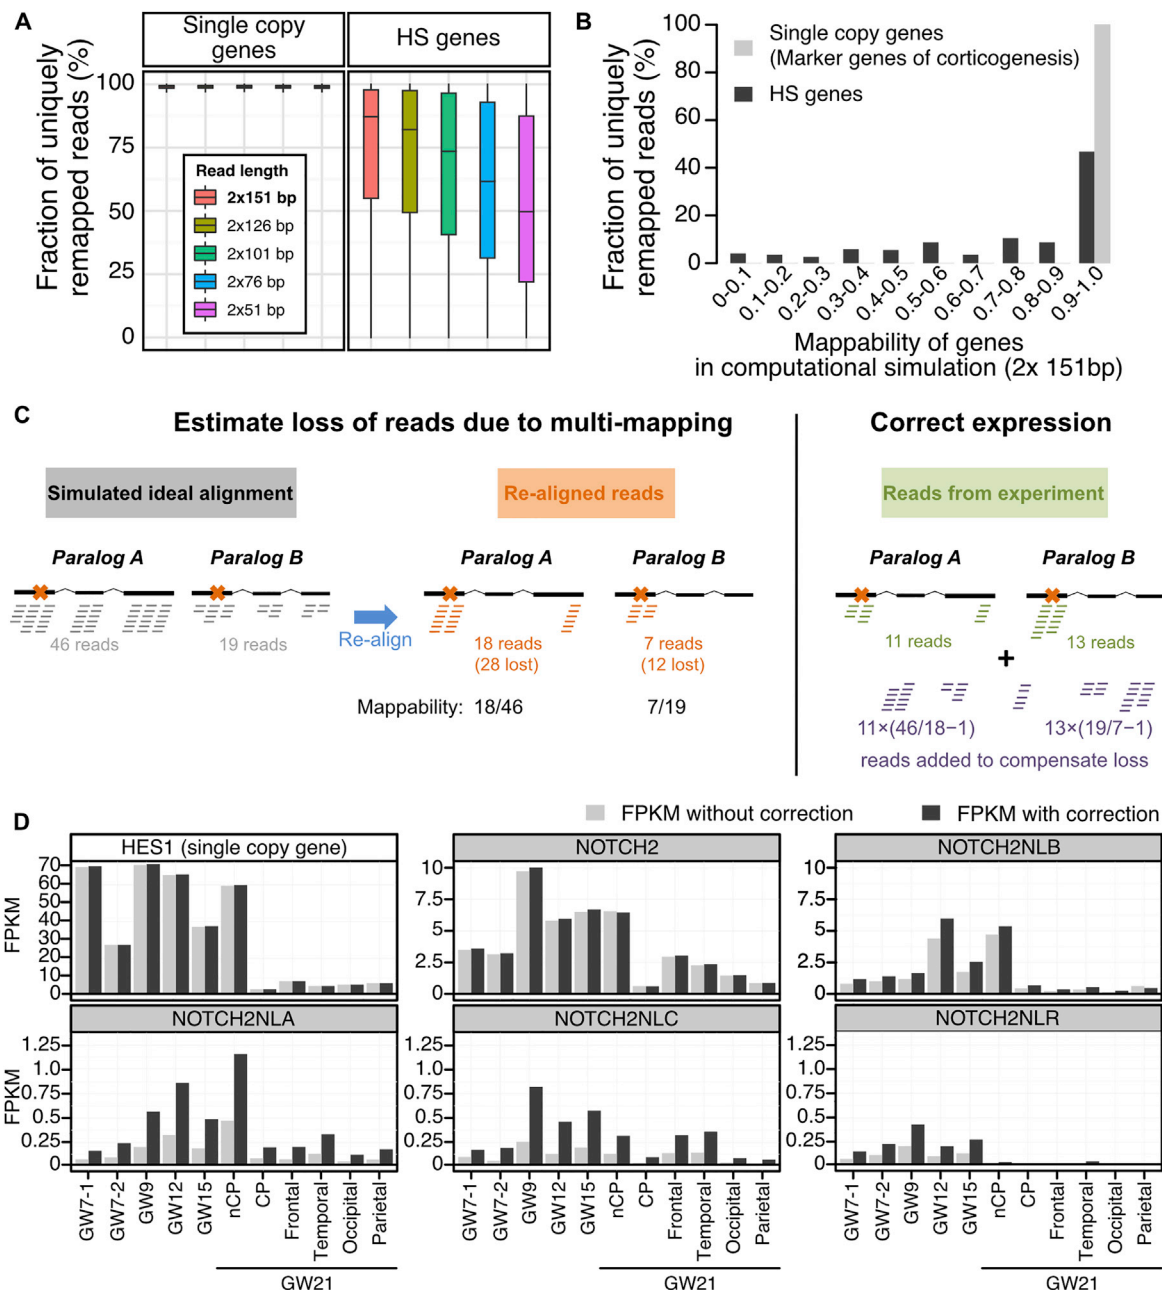 A
Single copy
genes
HS genes
Fraction of uniquely
remapped reads (%)
100
75
50
25
0
Read length
2x151 bp
2x126 bp
2x101 bp
2x76 bp
2x51 bp
B
Fraction of uniquely
remapped reads (%)
100
80
60
40
20
0
Single copy genes
(Marker genes of corticogenesis)
HS genes
0-0.1
0.1-0.2
0.2-0.3
0.3-0.4
0.4-0.5
0.5-0.6
0.6-0.7
0.7-0.8
0.8-0.9
0.9-1.0
Mappability of genes
in computational simulation (2x 151bp)
C
Estimate loss of reads due to multi-mapping
Correct expression
Simulated ideal alignment
Re-aligned reads
Reads from experiment
Paralog A
Paralog B
Paralog A
Paralog B
Paralog A
Paralog B
46 reads
19 reads
Re-align
18 reads
(28 lost)
7 reads
(12 lost)
11 reads
13 reads
+
Mappability: 18/46
7/19
11×(46/18−1)
13×(19/7−1)
reads added to compensate loss
D
FPKM without correction
FPKM with correction
HES1 (single copy gene)
FPKM
70
60
50
40
30
20
10
0
NOTCH2
10
7.5
5
2.5
0
NOTCH2NLB
10
7.5
5
2.5
0
NOTCH2NLA
FPKM
1.25
1.0
0.75
0.5
0.25
0
NOTCH2NLC
1.25
1.0
0.75
0.5
0.25
0
NOTCH2NLR
1.25
1.0
0.75
0.5
0.25
0
GW7-1
GW7-2
GW9
GW12
GW15
nCP
CP
Frontal
Temporal
Occipital
Parietal
GW21
GW7-1
GW7-2
GW9
GW12
GW15
nCP
CP
Frontal
Temporal
Occipital
Parietal
GW21
GW7-1
GW7-2
GW9
GW12
GW15
nCP
CP
Frontal
Temporal
Occipital
Parietal
GW21